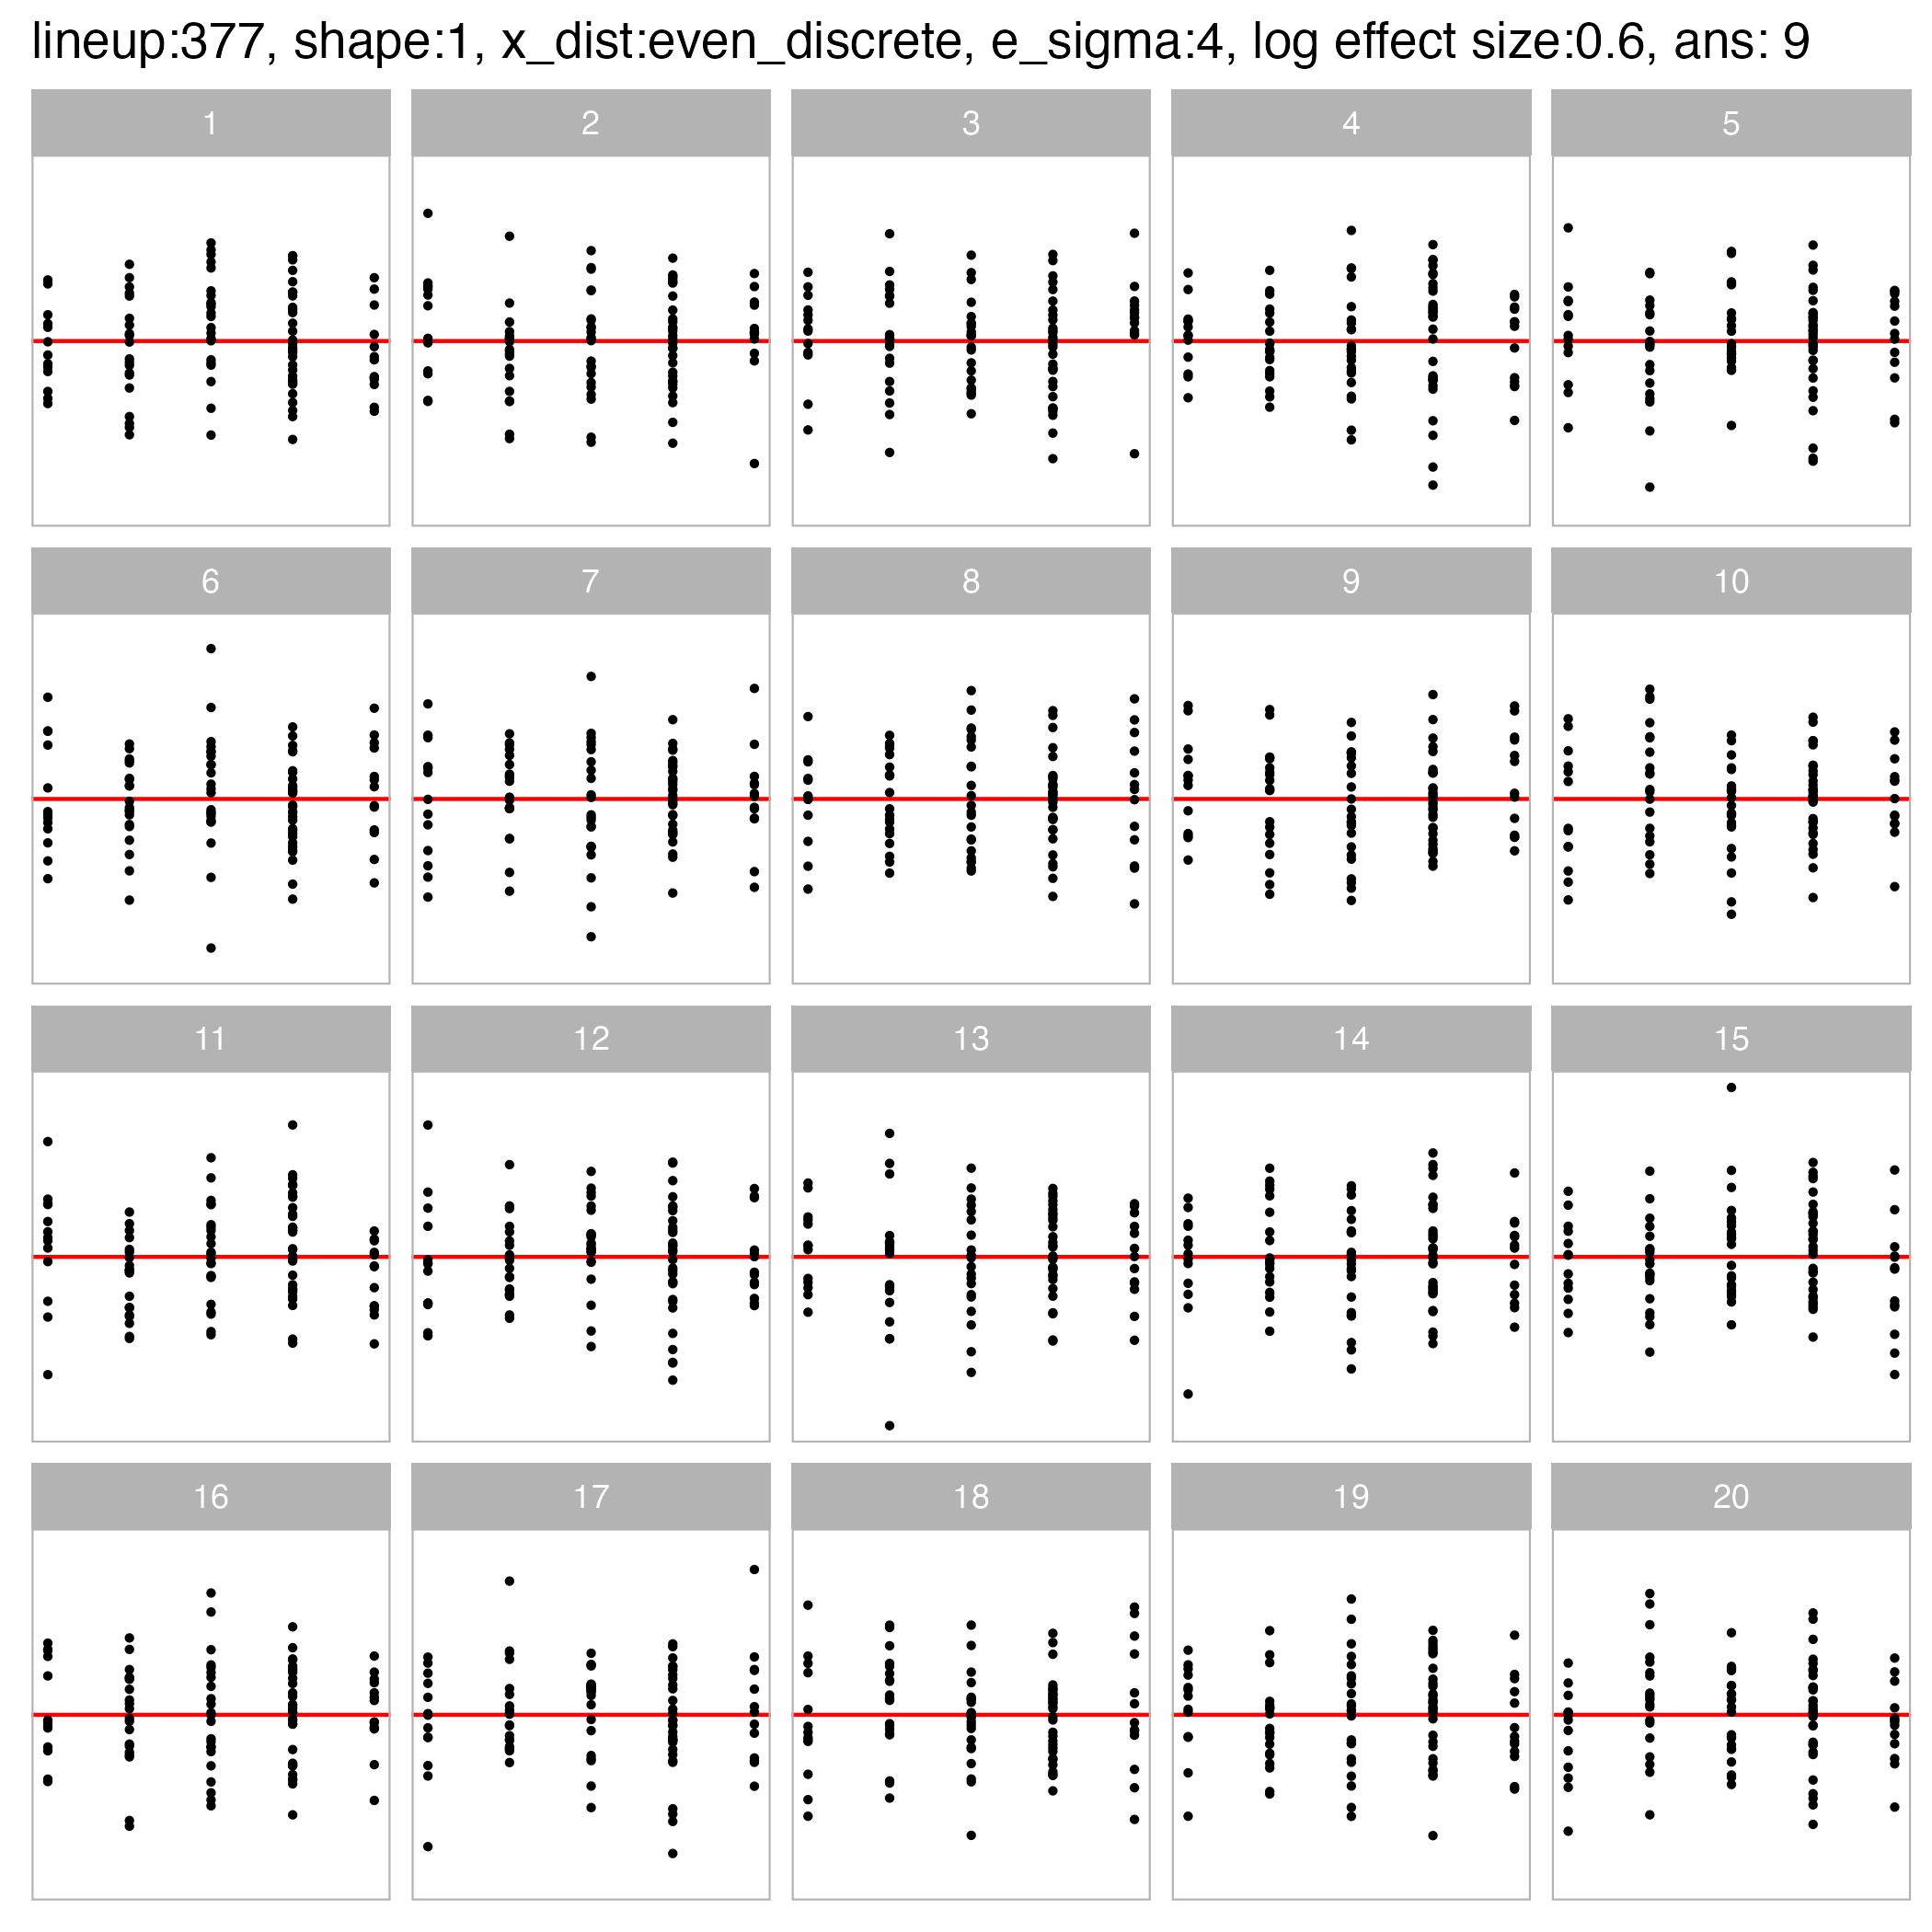 lineup:377, shape:1, x_dist:even_discrete, e_sigma:4, log effect size:0.6, ans: 9
1 2 3 4 5
6 7 8 9 10
11 12 13 14 15
16 17 18 19 20